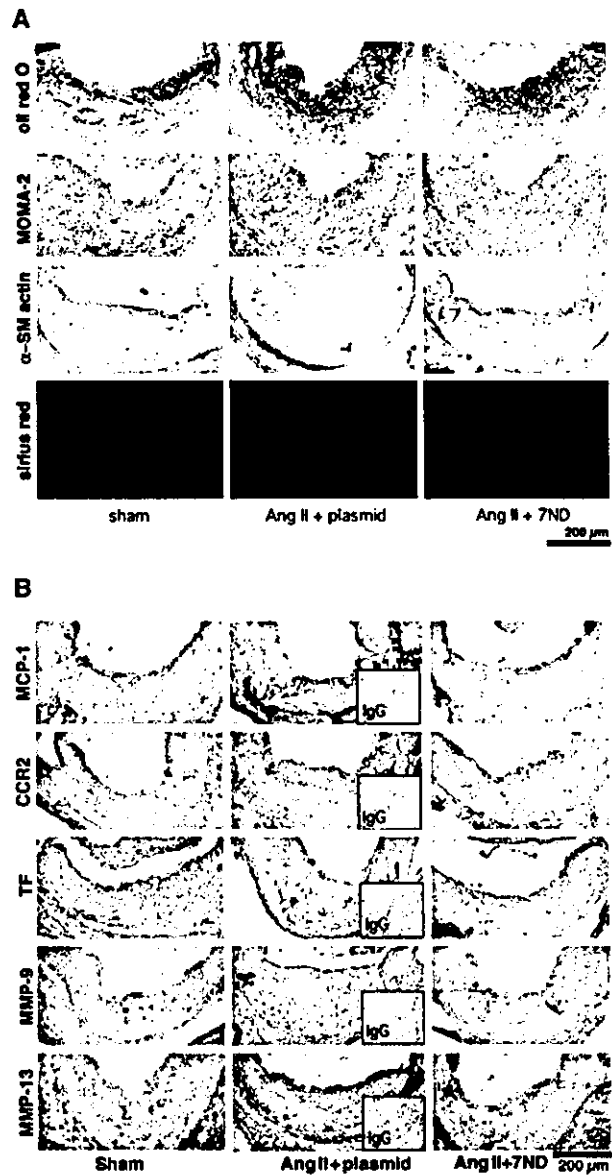 A
oil red O
MOMA-2
α-SM actin
sirius red
sham Ang II + plasmid Ang II + 7ND
200 µm
B
MCP-1
IgG
CCR2
IgG
TF
IgG
MMP-9
IgG
MMP-13
IgG
Sham Ang II+plasmid Ang II+7ND
200 µm